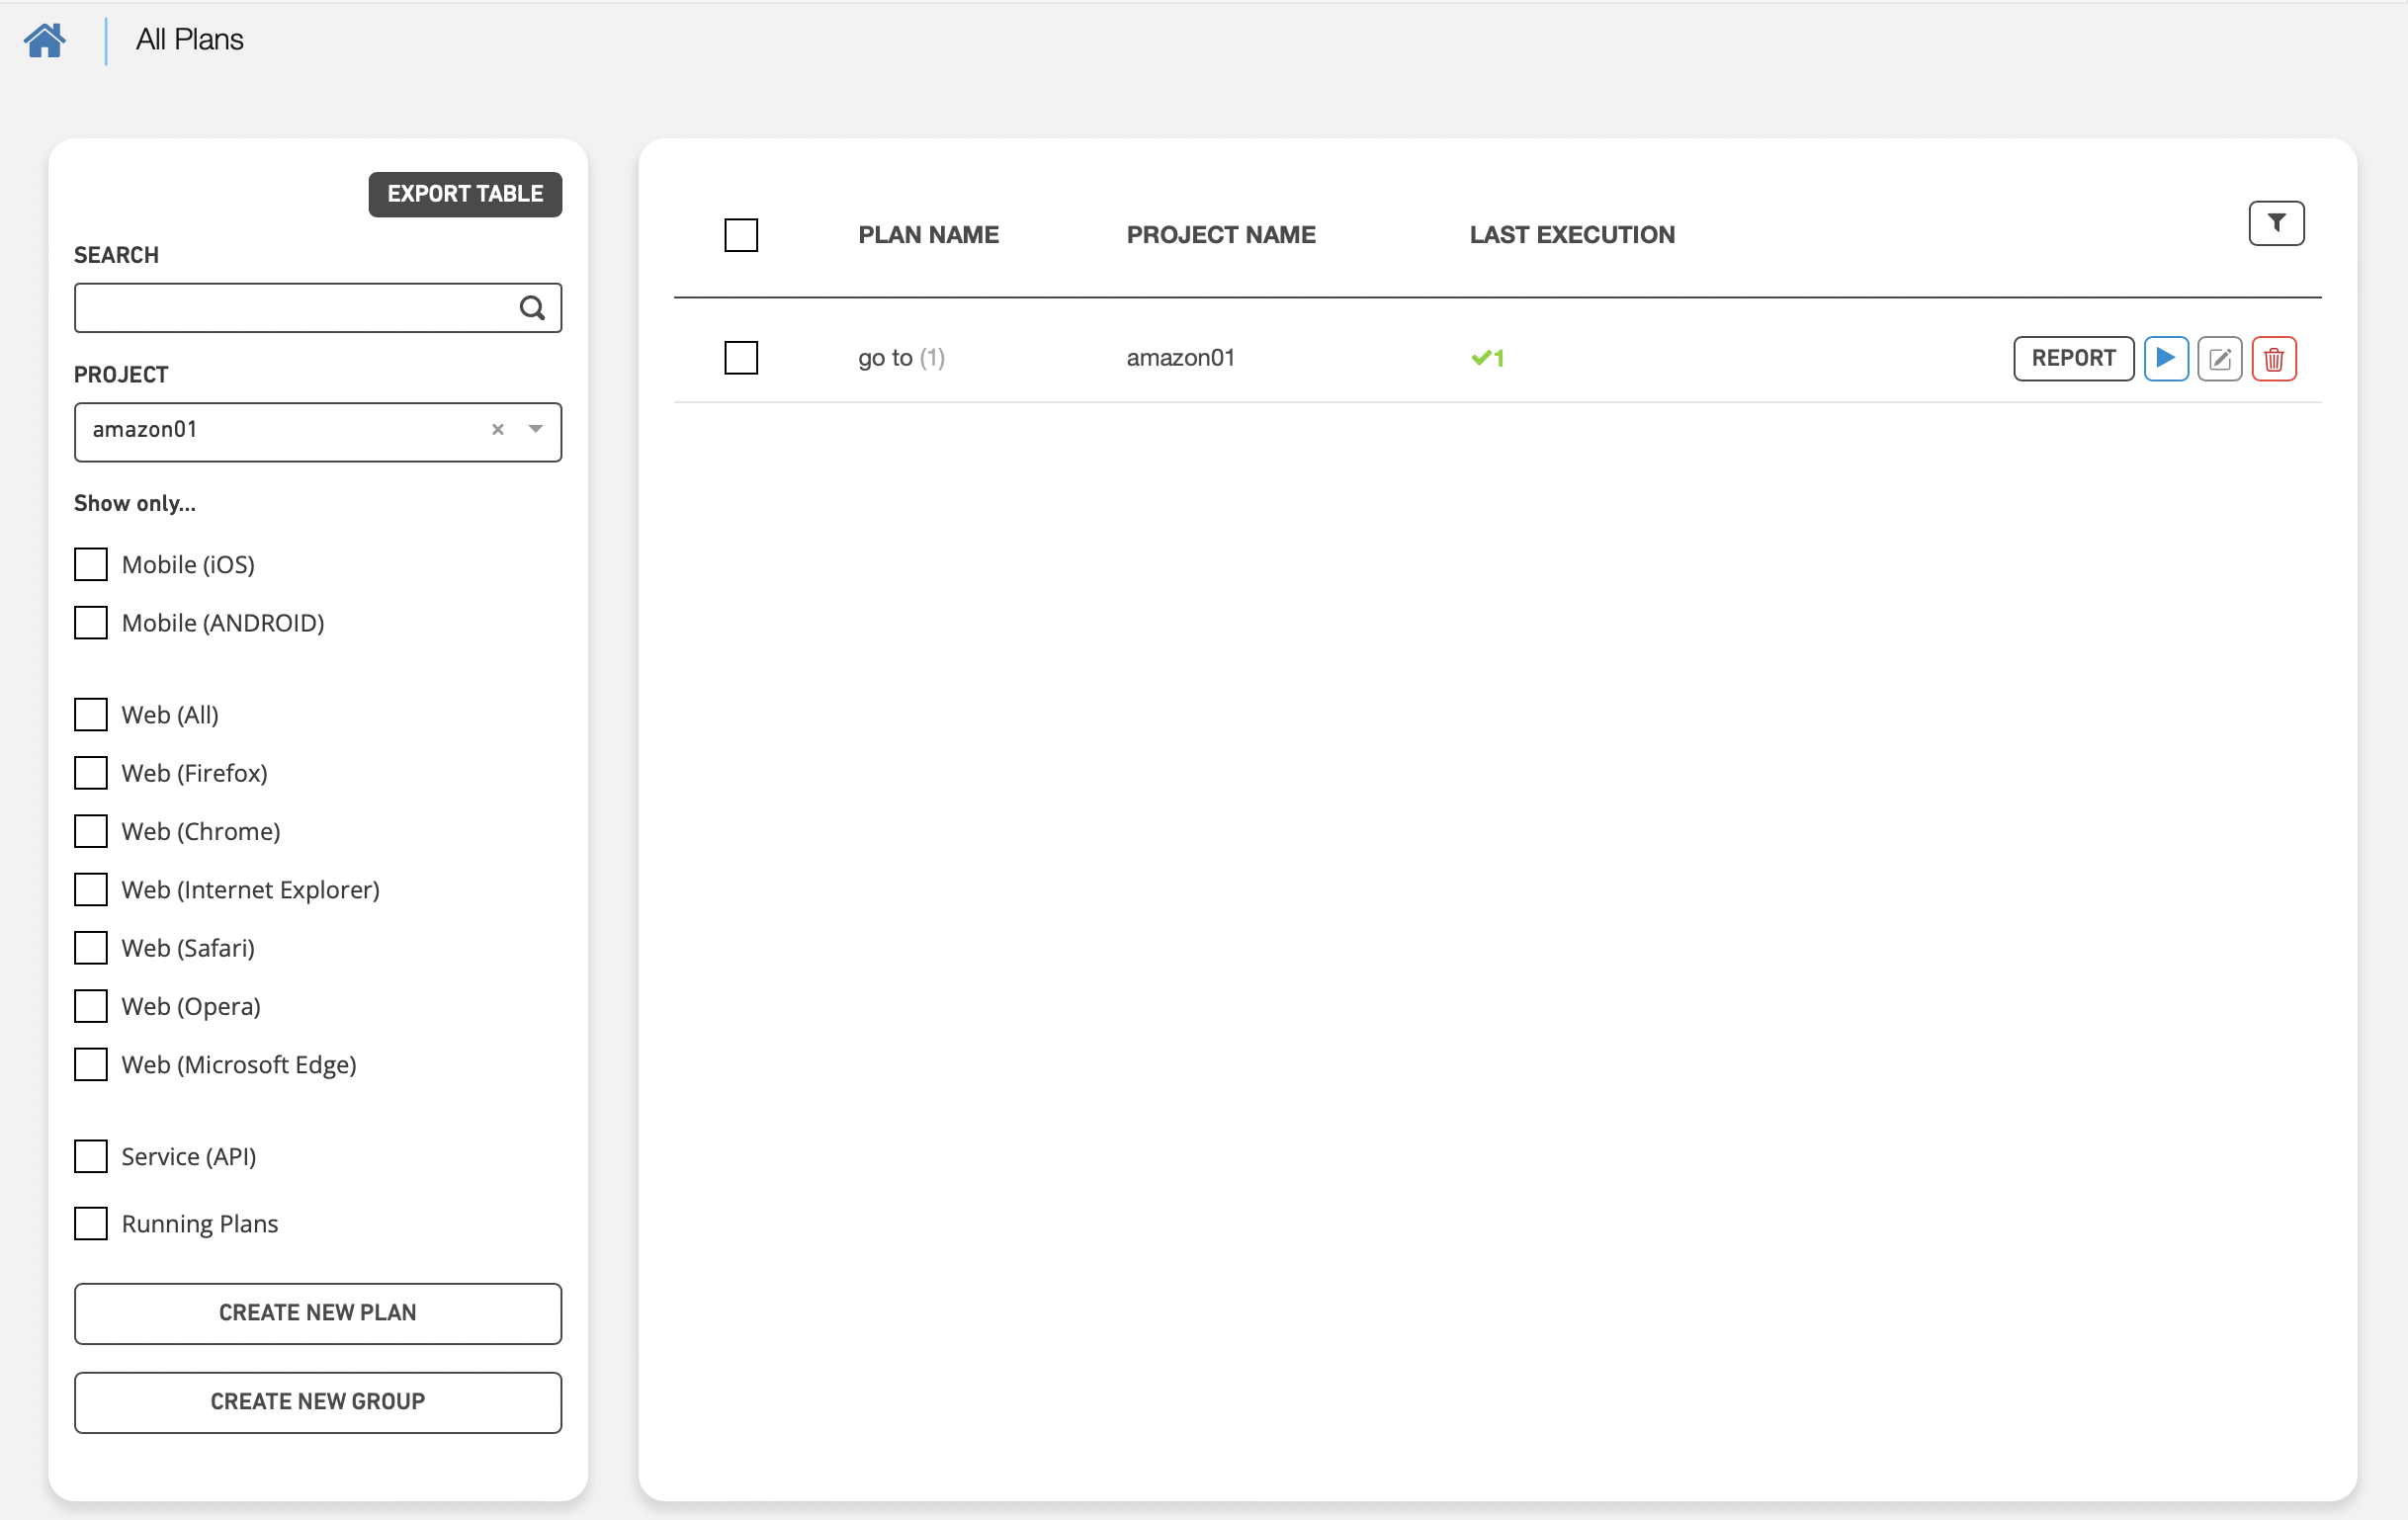 All Plans
EXPORT TABLE
SEARCH
PROJECT
amazon01
Show only...
Mobile (iOS)
Mobile (ANDROID)
Web (All)
Web (Firefox)
Web (Chrome)
Web (Internet Explorer)
Web (Safari)
Web (Opera)
Web (Microsoft Edge)
Service (API)
Running Plans
CREATE NEW PLAN
CREATE NEW GROUP
PLAN NAME PROJECT NAME LAST EXECUTION
go to (1) amazon01 1 REPORT